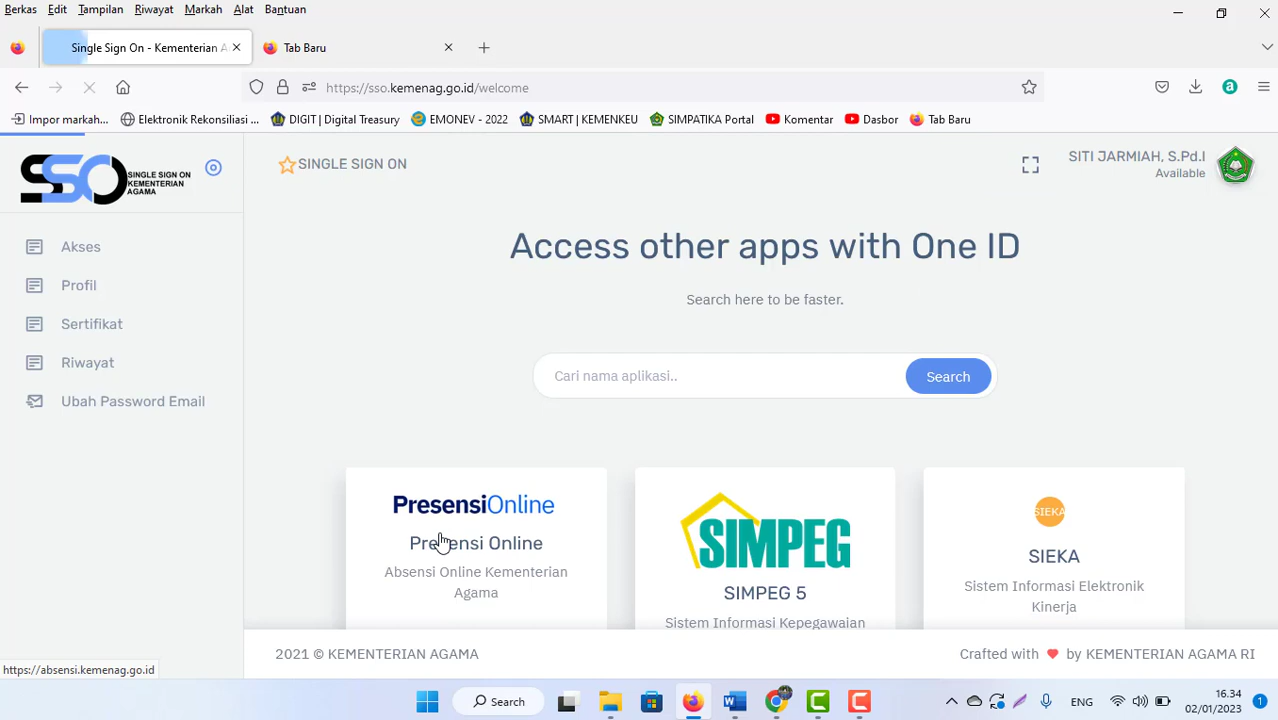 Berkas Edit Tampilan Riwayat Markah Alat Bantuan
Single Sign On - Kementerian A
Tab Baru
https://sso.kemenag.go.id/welcome
Impor markah...
Elektronik Rekonsiliasi ...
DIGIT | Digital Treasury
EMONEV - 2022
SMART | KEMENKEU
SIMPATIKA Portal
Komentar
Dasbor
Tab Baru
SSO
SINGLE SIGN ON
KEMENTERIAN
AGAMA
SINGLE SIGN ON
SITI JARMIAH, S.Pd.I
Available
Akses
Profil
Sertifikat
Riwayat
Ubah Password Email
Access other apps with One ID
Search here to be faster.
Cari nama aplikasi..
Search
PresensiOnline
Presensi Online
Absensi Online Kementerian
Agama
SIMPEG
SIMPEG 5
Sistem Informasi Kepegawaian
SIEKA
SIEKA
Sistem Informasi Elektronik
Kinerja
2021 © KEMENTERIAN AGAMA
Crafted with ❤ by KEMENTERIAN AGAMA RI
https://absensi.kemenag.go.id
Search
ENG
16.34
02/01/2023
1